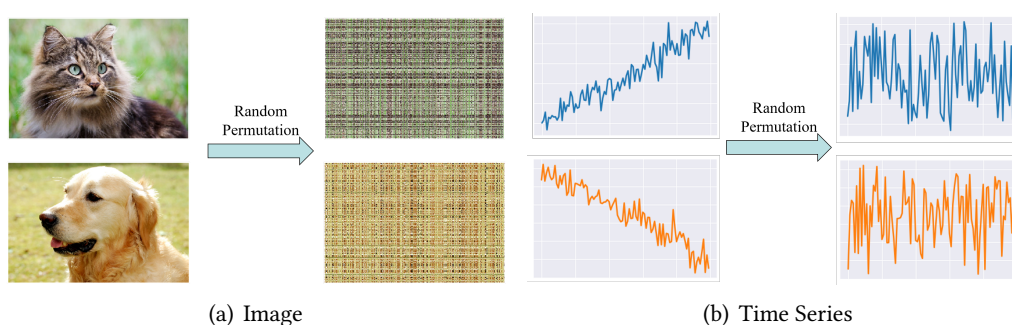 Random
Permutation
Random
Permutation
(a) Image
(b) Time Series